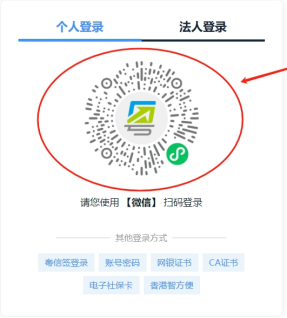 个人登录 法人登录
请您使用【微信】扫码登录
其他登录方式
粤信签登录 账号密码 网银证书 CA证书
电子社保卡 香港智方便